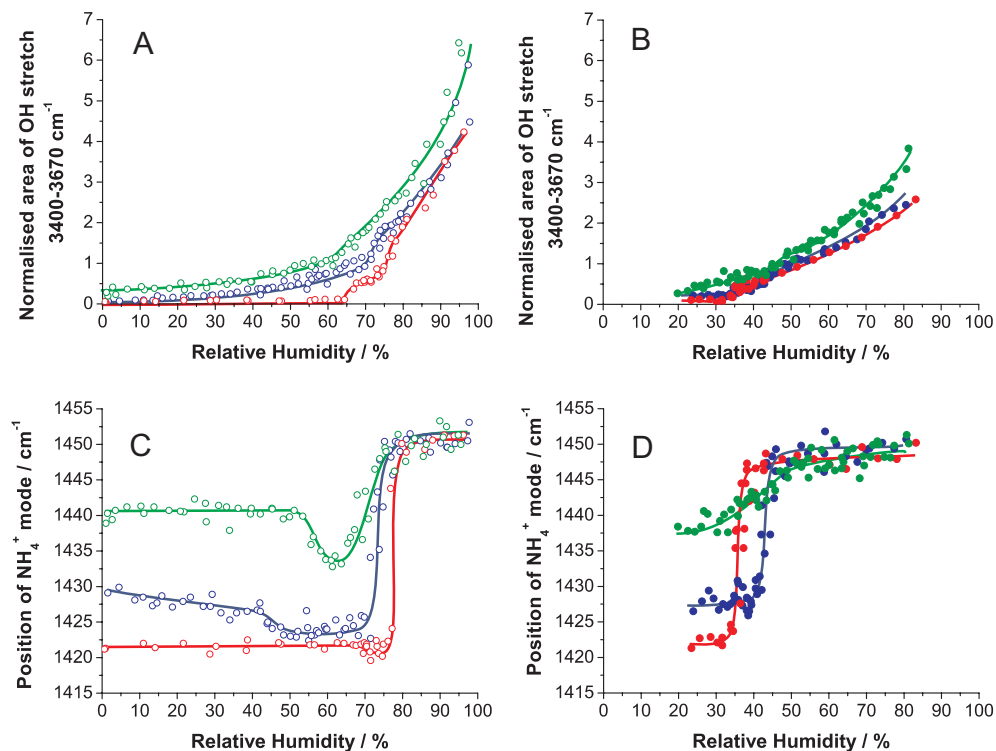 A
Normalised area of OH stretch
3400-3670 cm⁻¹
7
6
5
4
3
2
1
0
0 10 20 30 40 50 60 70 80 90 100
Relative Humidity / %
B
Normalised area of OH stretch
3400-3670 cm⁻¹
7
6
5
4
3
2
1
0
0 10 20 30 40 50 60 70 80 90 100
Relative Humidity / %
C
Position of NH₄⁺ mode / cm⁻¹
1455
1450
1445
1440
1435
1430
1425
1420
1415
0 10 20 30 40 50 60 70 80 90 100
Relative Humidity / %
D
Position of NH₄⁺ mode / cm⁻¹
1455
1450
1445
1440
1435
1430
1425
1420
1415
0 10 20 30 40 50 60 70 80 90 100
Relative Humidity / %